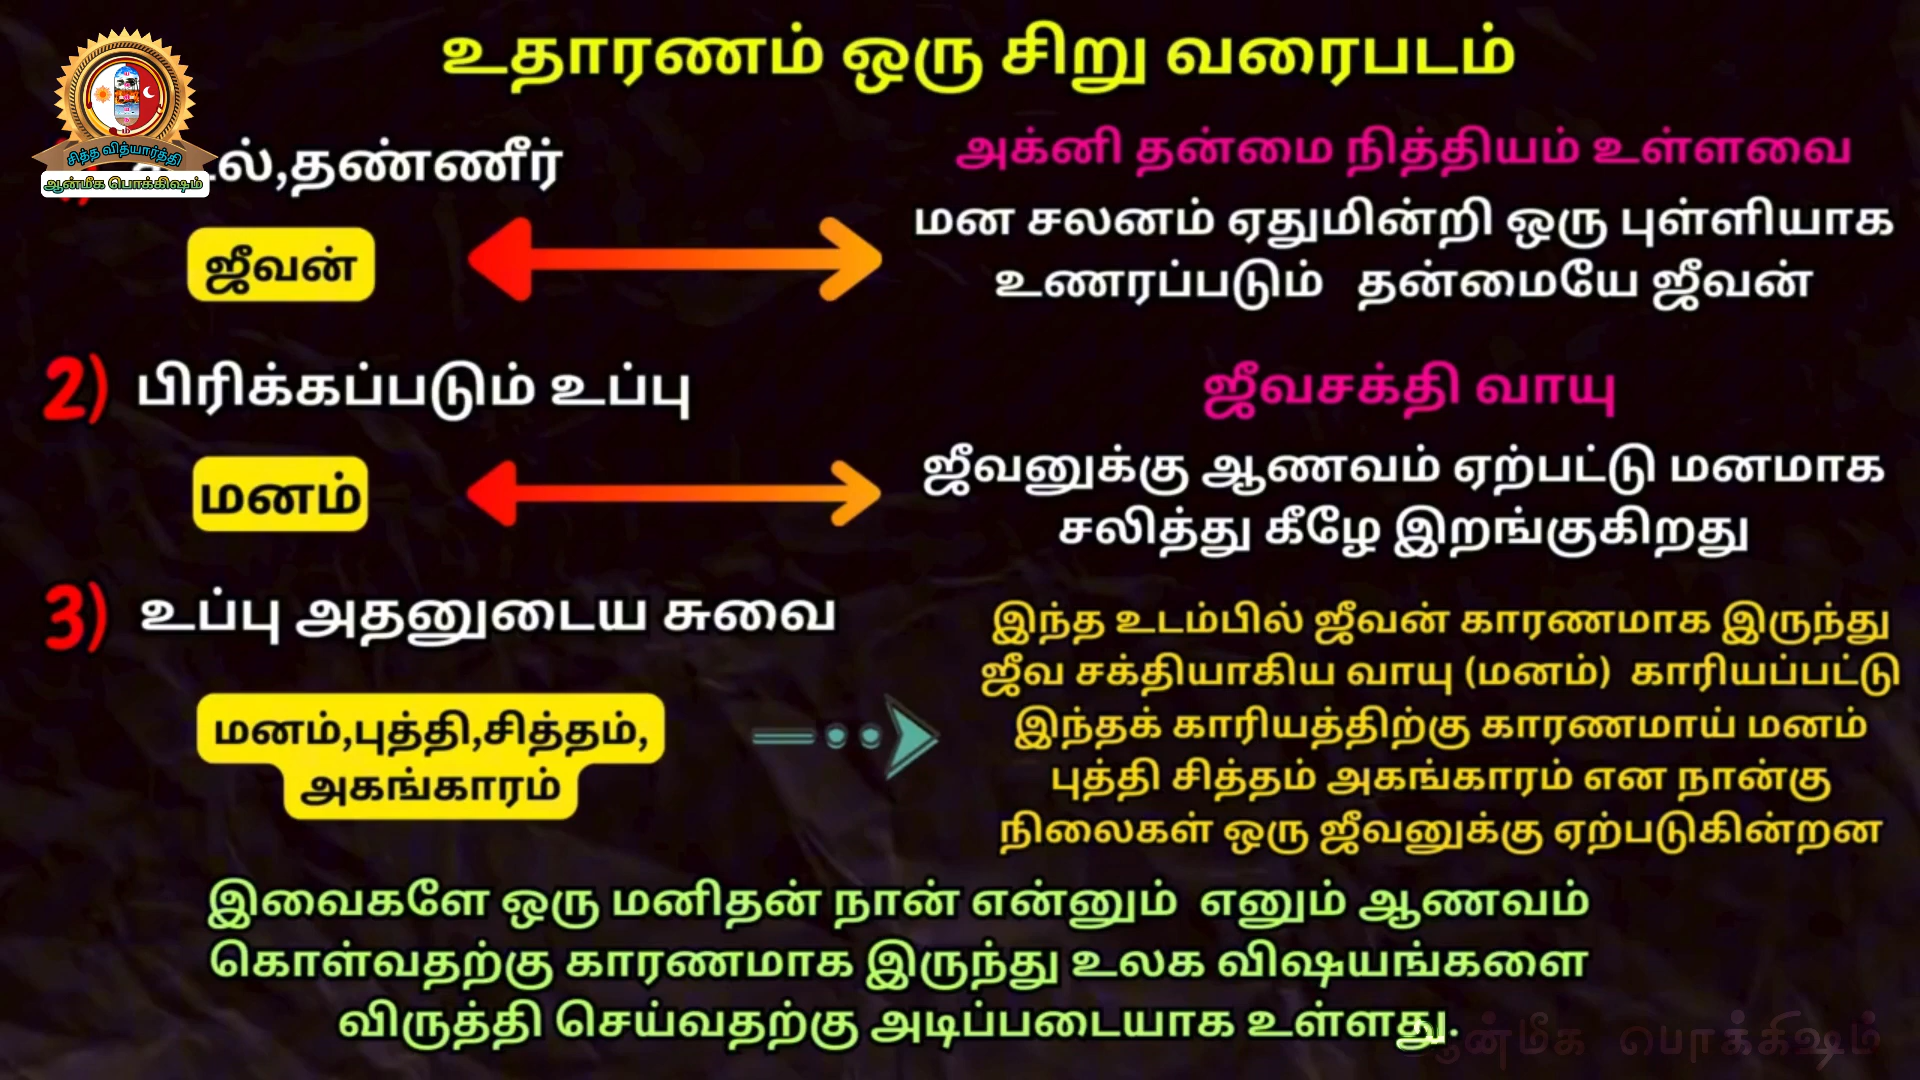 உதாரணம் ஒரு சிறு வரைபடம்
சித்த வித்யார்த்தி
ஆன்மீக பொக்கிஷம்
தண்ணீர்
அக்னி தன்மை நித்தியம் உள்ளவை
ஜீவன்
மன சலனம் ஏதுமின்றி ஒரு புள்ளியாக
உணரப்படும் தன்மையே ஜீவன்
2) பிரிக்கப்படும் உப்பு
ஜீவசக்தி வாயு
மனம்
ஜீவனுக்கு ஆணவம் ஏற்பட்டு மனமாக
சலித்து கீழே இறங்குகிறது
3) உப்பு அதனுடைய சுவை
மனம்,புத்தி,சித்தம்,
அகங்காரம்
இந்த உடம்பில் ஜீவன் காரணமாக இருந்து
ஜீவ சக்தியாகிய வாயு (மனம்) காரியப்பட்டு
இந்தக் காரியத்திற்கு காரணமாய் மனம்
புத்தி சித்தம் அகங்காரம் என நான்கு
நிலைகள் ஒரு ஜீவனுக்கு ஏற்படுகின்றன
இவைகளே ஒரு மனிதன் நான் என்னும் எனும் ஆணவம்
கொள்வதற்கு காரணமாக இருந்து உலக விஷயங்களை
விருத்தி செய்வதற்கு அடிப்படையாக உள்ளது.
ஆன்மீக பொக்கிஷம்